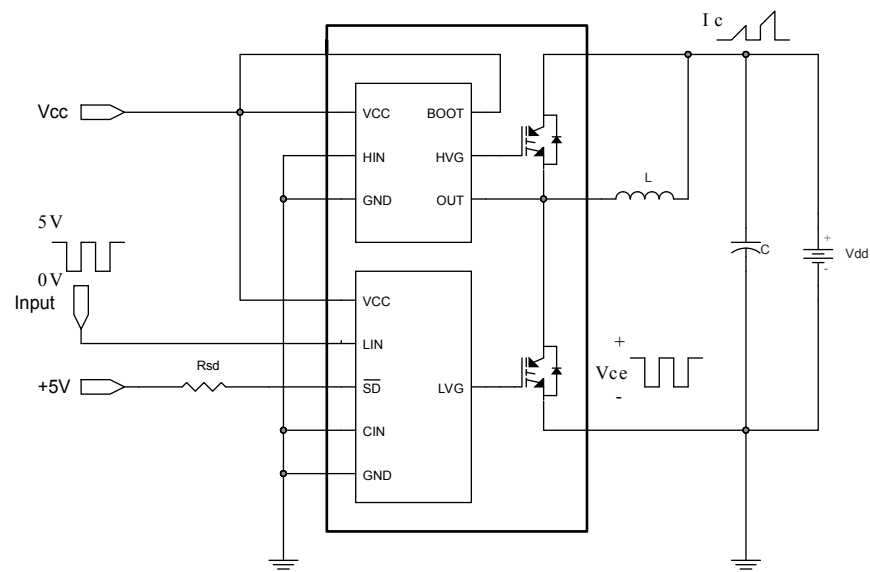 I c
Vcc
VCC
BOOT
HIN
HVG
L
GND
OUT
5V
+
C
Vdd
-
0V
Input
VCC
LIN
+
Rsd
Vce
+5V
SD
LVG
-
CIN
GND